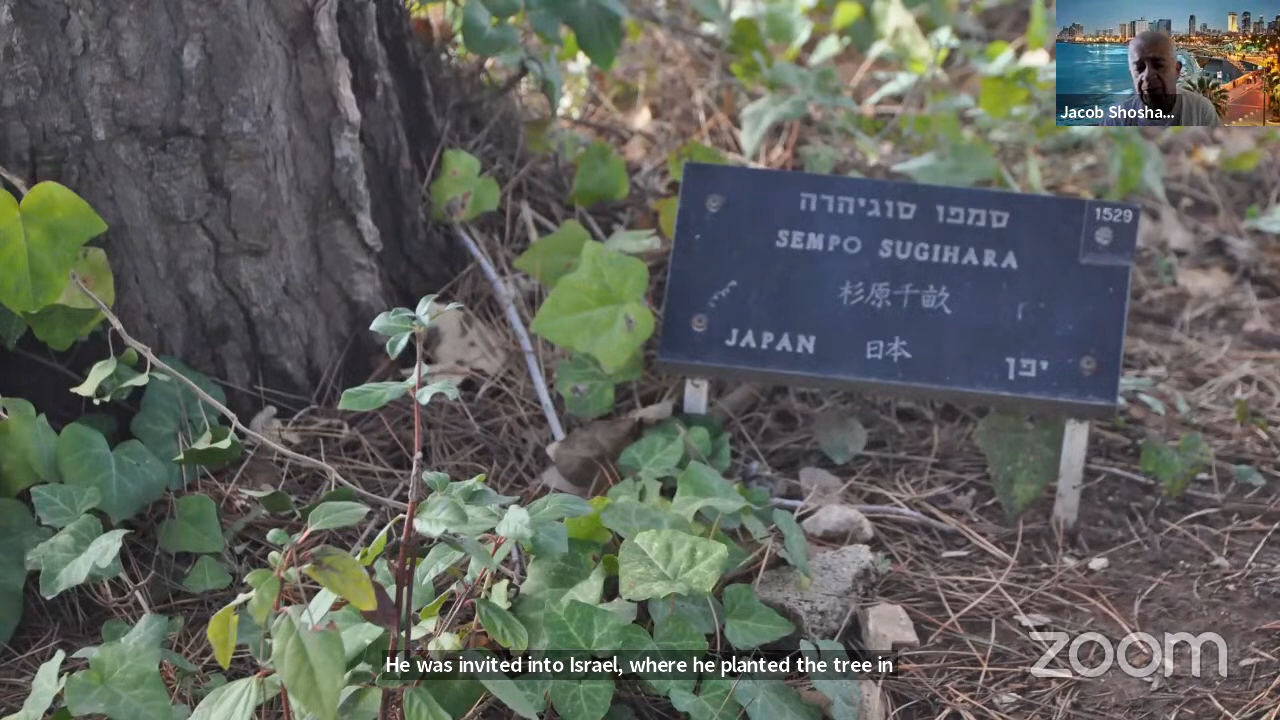 Jacob Shosha...
סמפו סוגיהרה
1529
SEMPO SUGIHARA
杉原千畝
JAPAN 日本 יפן
He was invited into Israel, where he planted the tree in
zoom